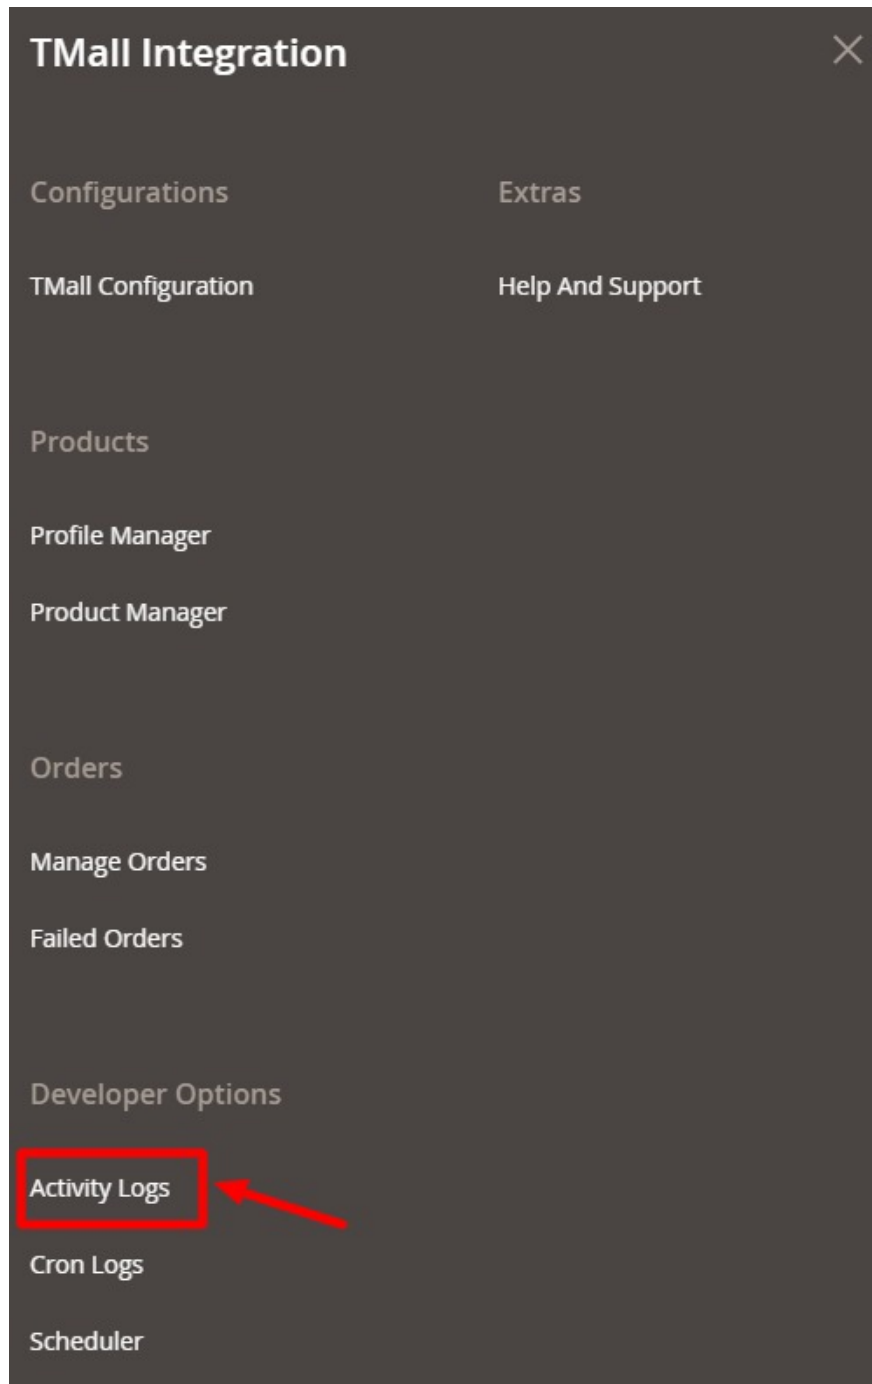 TMall Integration
Configurations
TMall Configuration
Extras
Help And Support
Products
Profile Manager
Product Manager
Orders
Manage Orders
Failed Orders
Developer Options
Activity Logs
Cron Logs
Scheduler